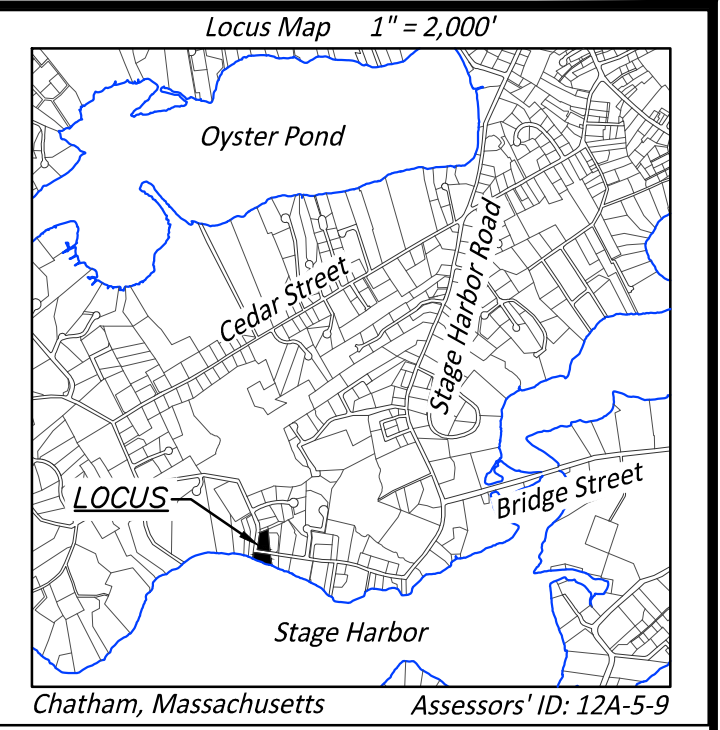 Locus Map 1" = 2,000'
Oyster Pond
Cedar Street
Stage Harbor Road
LOCUS
Bridge Street
Stage Harbor
Chatham, Massachusetts Assessors' ID: 12A-5-9